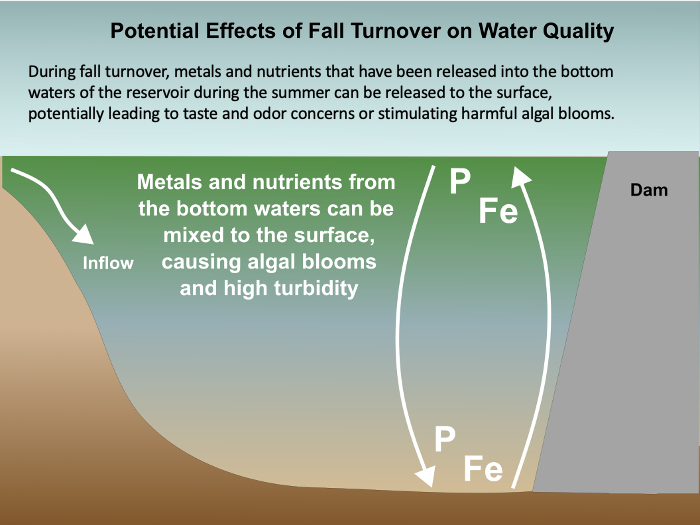 Potential Effects of Fall Turnover on Water Quality
During fall turnover, metals and nutrients that have been released into the bottom
waters of the reservoir during the summer can be released to the surface,
potentially leading to taste and odor concerns or stimulating harmful algal blooms.
Metals and nutrients from
the bottom waters can be
mixed to the surface,
causing algal blooms
and high turbidity
Inflow
P
Fe
Dam
P
Fe